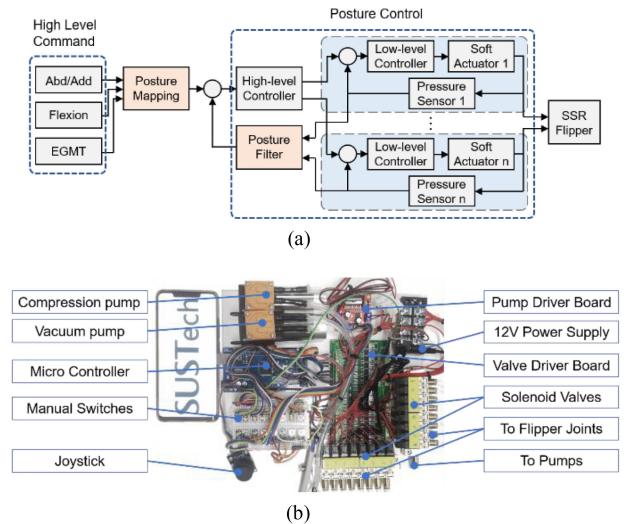 High Level
Command
Posture Control
Abd/Add
Flexion
EGMT
Posture
Mapping
High-level
Controller
Posture
Filter
Low-level
Controller
Soft
Actuator 1
Pressure
Sensor 1
Low-level
Controller
Soft
Actuator n
Pressure
Sensor n
SSR
Flipper
(a)
Compression pump
Vacuum pump
Micro Controller
Manual Switches
Joystick
SUSTech
Pump Driver Board
12V Power Supply
Valve Driver Board
Solenoid Valves
To Flipper Joints
To Pumps
(b)